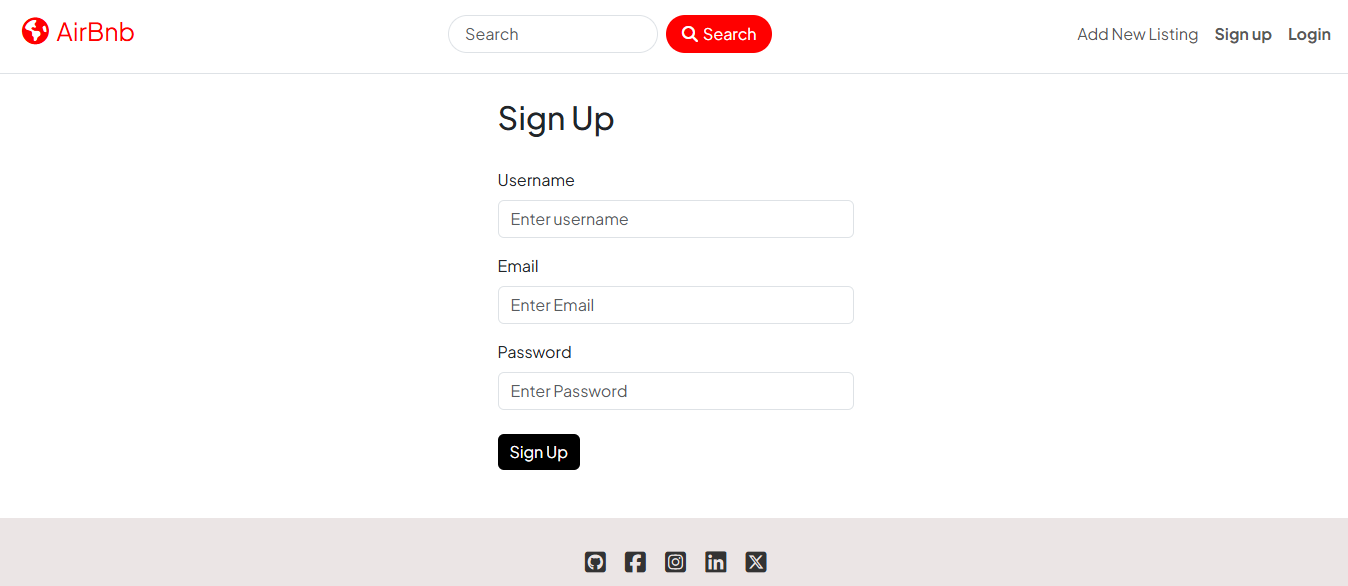 AirBnb
Search
Search
Add New Listing
Sign up
Login
Sign Up
Username
Enter username
Email
Enter Email
Password
Enter Password
Sign Up